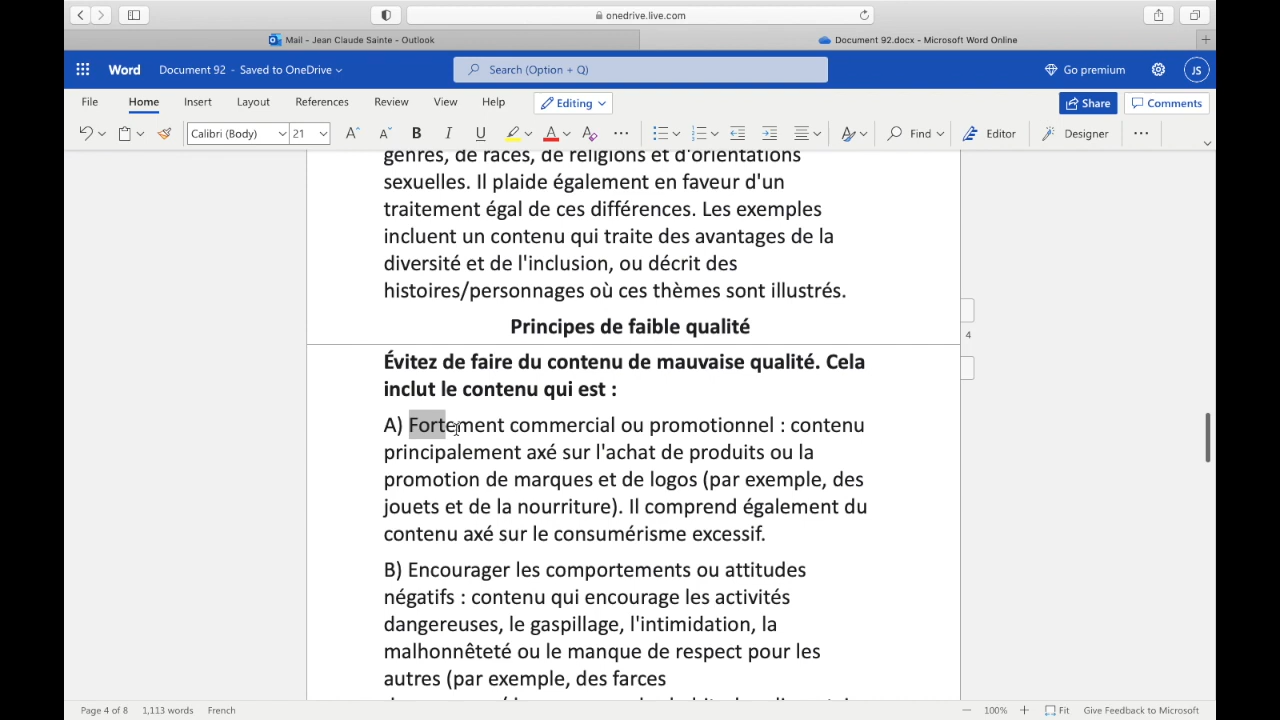 onedrive.live.com
Mail - Jean Claude Sainte - Outlook
Document 92.docx - Microsoft Word Online
Word
Document 92 - Saved to OneDrive
Search (Option + Q)
Go premium
JS
File Home Insert Layout References Review View Help Editing Share Comments
Calibri (Body) 21 A A B I U A A Find Editor Designer
genres, de races, de religions et d'orientations
sexuelles. Il plaide également en faveur d'un
traitement égal de ces différences. Les exemples
incluent un contenu qui traite des avantages de la
diversité et de l'inclusion, ou décrit des
histoires/personnages où ces thèmes sont illustrés.
Principes de faible qualité
4
Évitez de faire du contenu de mauvaise qualité. Cela
inclut le contenu qui est :
A) Fortement commercial ou promotionnel : contenu
principalement axé sur l'achat de produits ou la
promotion de marques et de logos (par exemple, des
jouets et de la nourriture). Il comprend également du
contenu axé sur le consumérisme excessif.
B) Encourager les comportements ou attitudes
négatifs : contenu qui encourage les activités
dangereuses, le gaspillage, l'intimidation, la
malhonnêteté ou le manque de respect pour les
autres (par exemple, des farces
Page 4 of 8 1,113 words French 100% Fit Give Feedback to Microsoft